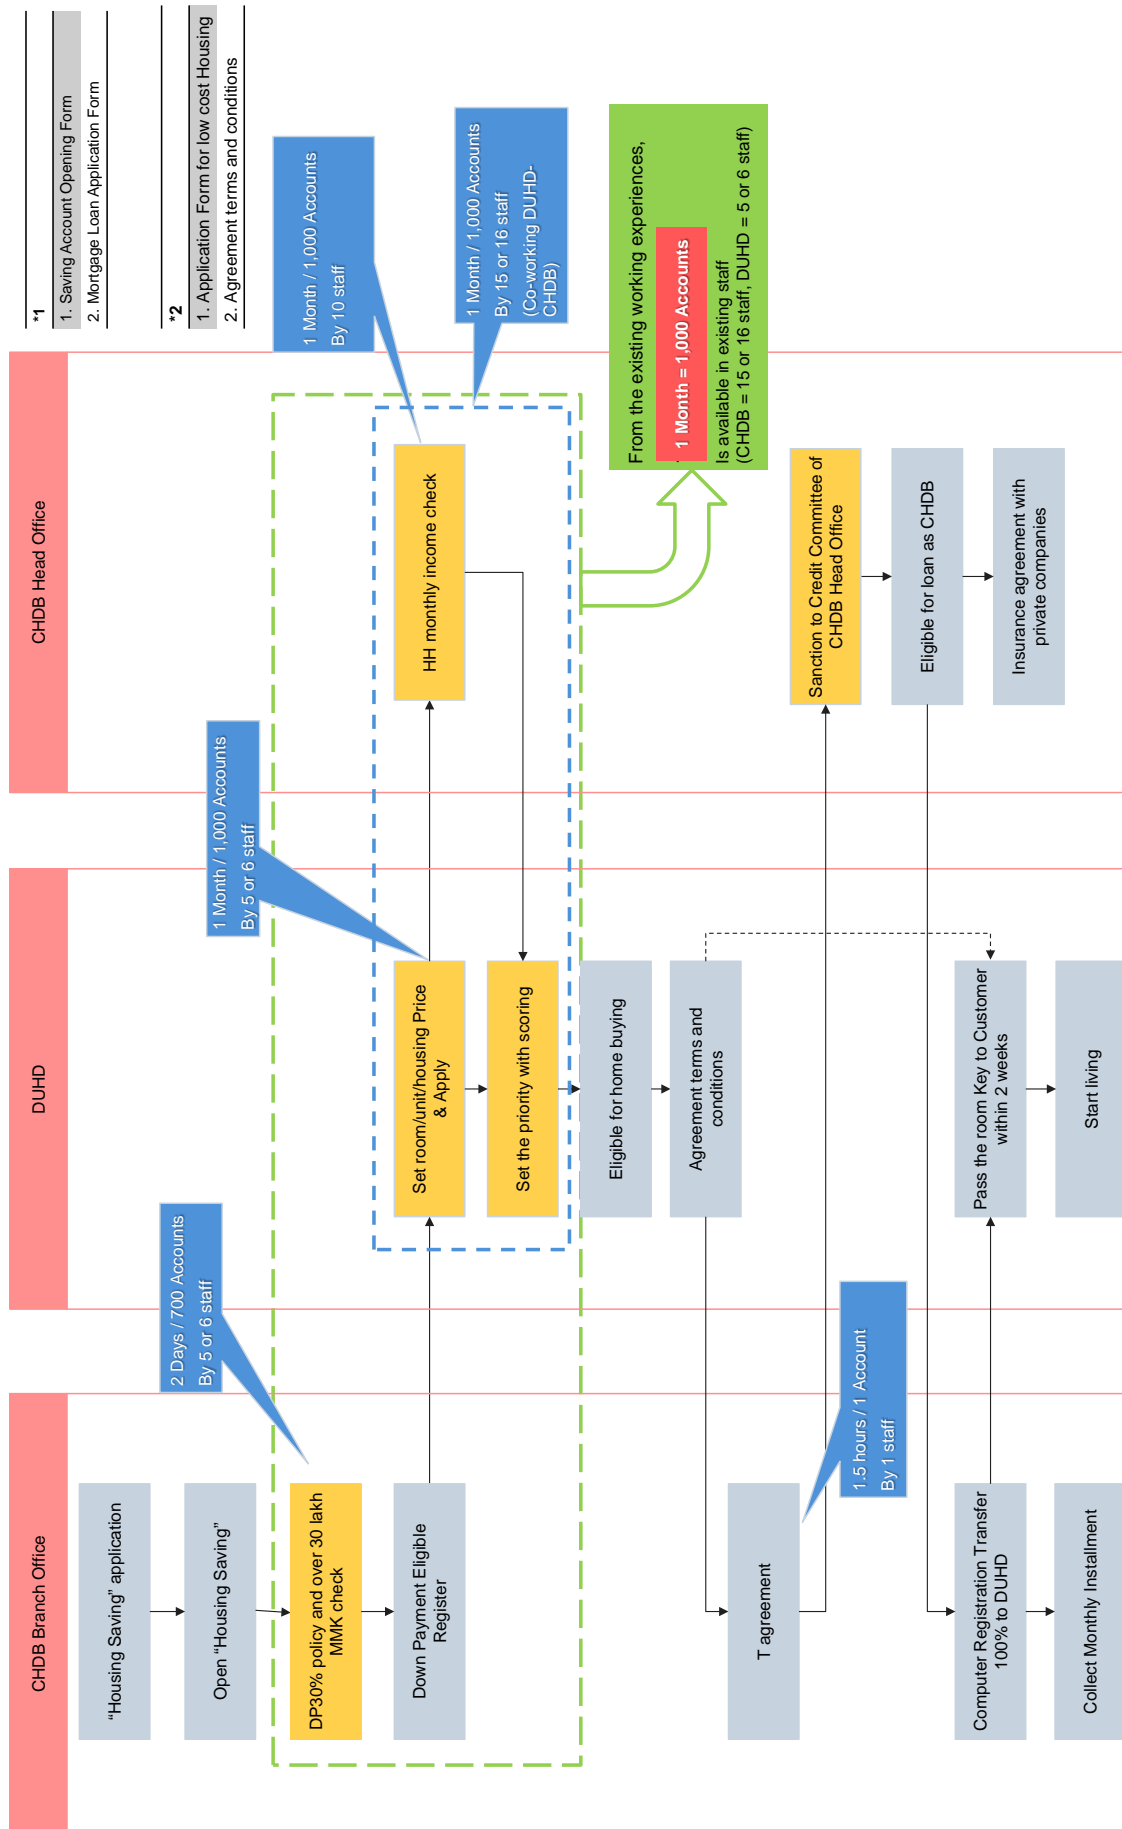 CHDB Branch Office
DUHD
CHDB Head Office
*1
1. Saving Account Opening Form
2. Mortgage Loan Application Form
*2
1. Application Form for low cost Housing
2. Agreement terms and conditions
“Housing Saving” application
Open “Housing Saving”
2 Days / 700 Accounts
By 5 or 6 staff
DP30% policy and over 30 lakh
MMK check
Down Payment Eligible
Register
1 Month / 1,000 Accounts
By 5 or 6 staff
Set room/unit/housing Price
& Apply
1 Month / 1,000 Accounts
By 10 staff
HH monthly income check
1 Month / 1,000 Accounts
By 15 or 16 staff
(Co-working DUHD-
CHDB)
Set the priority with scoring
Eligible for home buying
From the existing working experiences,
1 Month = 1,000 Accounts
Is available in existing staff
(CHDB = 15 or 16 staff, DUHD = 5 or 6 staff)
Agreement terms and
conditions
T agreement
1.5 hours / 1 Account
By 1 staff
Sanction to Credit Committee of
CHDB Head Office
Eligible for loan as CHDB
Insurance agreement with
private companies
Computer Registration Transfer
100% to DUHD
Pass the room Key to Customer
within 2 weeks
Collect Monthly Installment
Start living